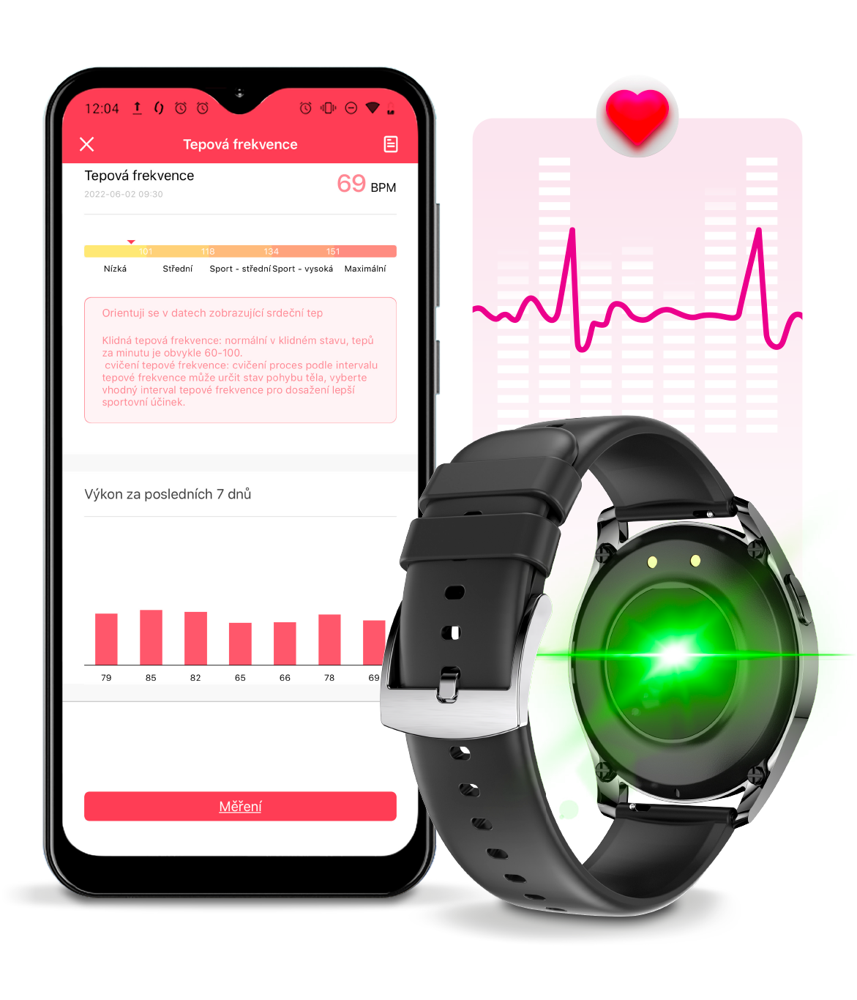 12:04
Tepová frekvence
Tepová frekvence
69 BPM
2022-06-02 09:30
101 118 134 151
Nízká Střední Sport - střední Sport - vysoká Maximální
Orientuji se v datech zobrazující srdeční tep
Klidná tepová frekvence: normální v klidném stavu, tepů
za minutu je obvykle 60-100.
cvičení tepové frekvence: cvičení proces podle intervalu
tepové frekvence může určit stav pohybu těla, vyberte
vhodný interval tepové frekvence pro dosažení lepší
sportovní účinek.
Výkon za posledních 7 dnů
79 85 82 65 66 78 69
Měření